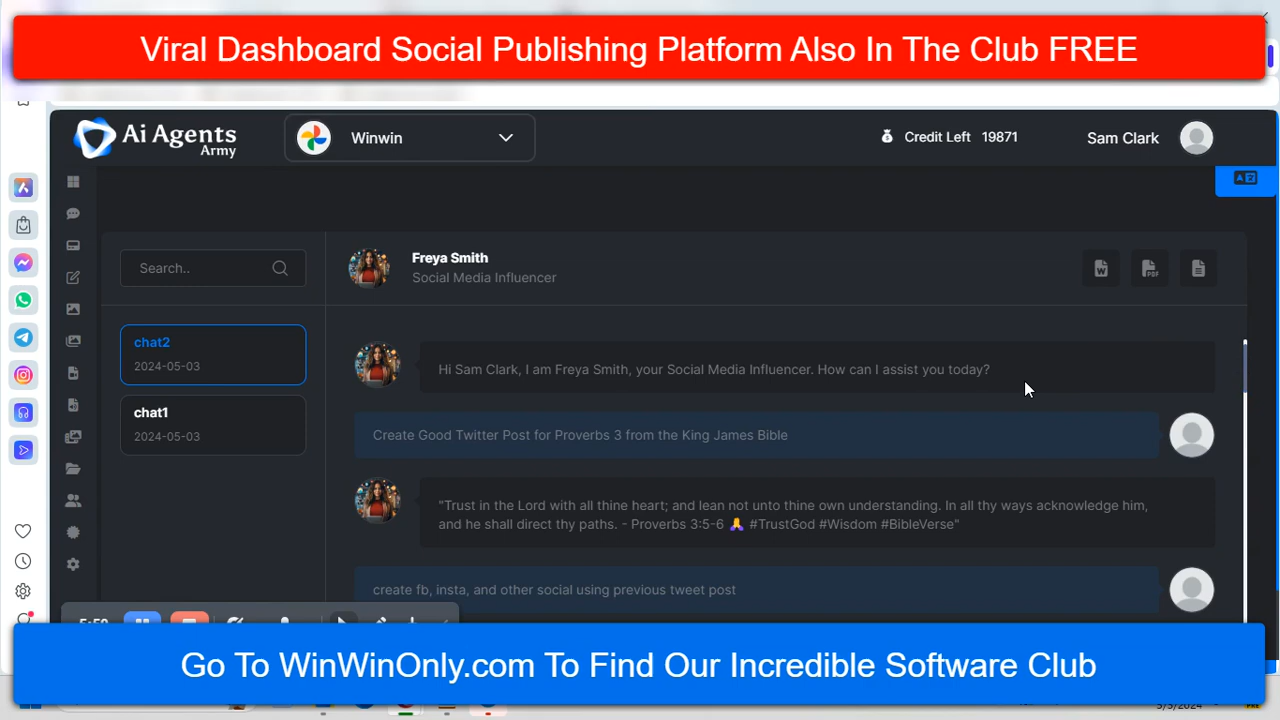 Viral Dashboard Social Publishing Platform Also In The Club FREE
Ai Agents
Army
Winwin
Credit Left 19871
Sam Clark
Search..
Freya Smith
Social Media Influencer
W
PDF
chat2
2024-05-03
chat1
2024-05-03
Hi Sam Clark, I am Freya Smith, your Social Media Influencer. How can I assist you today?
Create Good Twitter Post for Proverbs 3 from the King James Bible
"Trust in the Lord with all thine heart; and lean not unto thine own understanding. In all thy ways acknowledge him,
and he shall direct thy paths. - Proverbs 3:5-6 🙏 #TrustGod #Wisdom #BibleVerse"
create fb, insta, and other social using previous tweet post
Go To WinWinOnly.com To Find Our Incredible Software Club